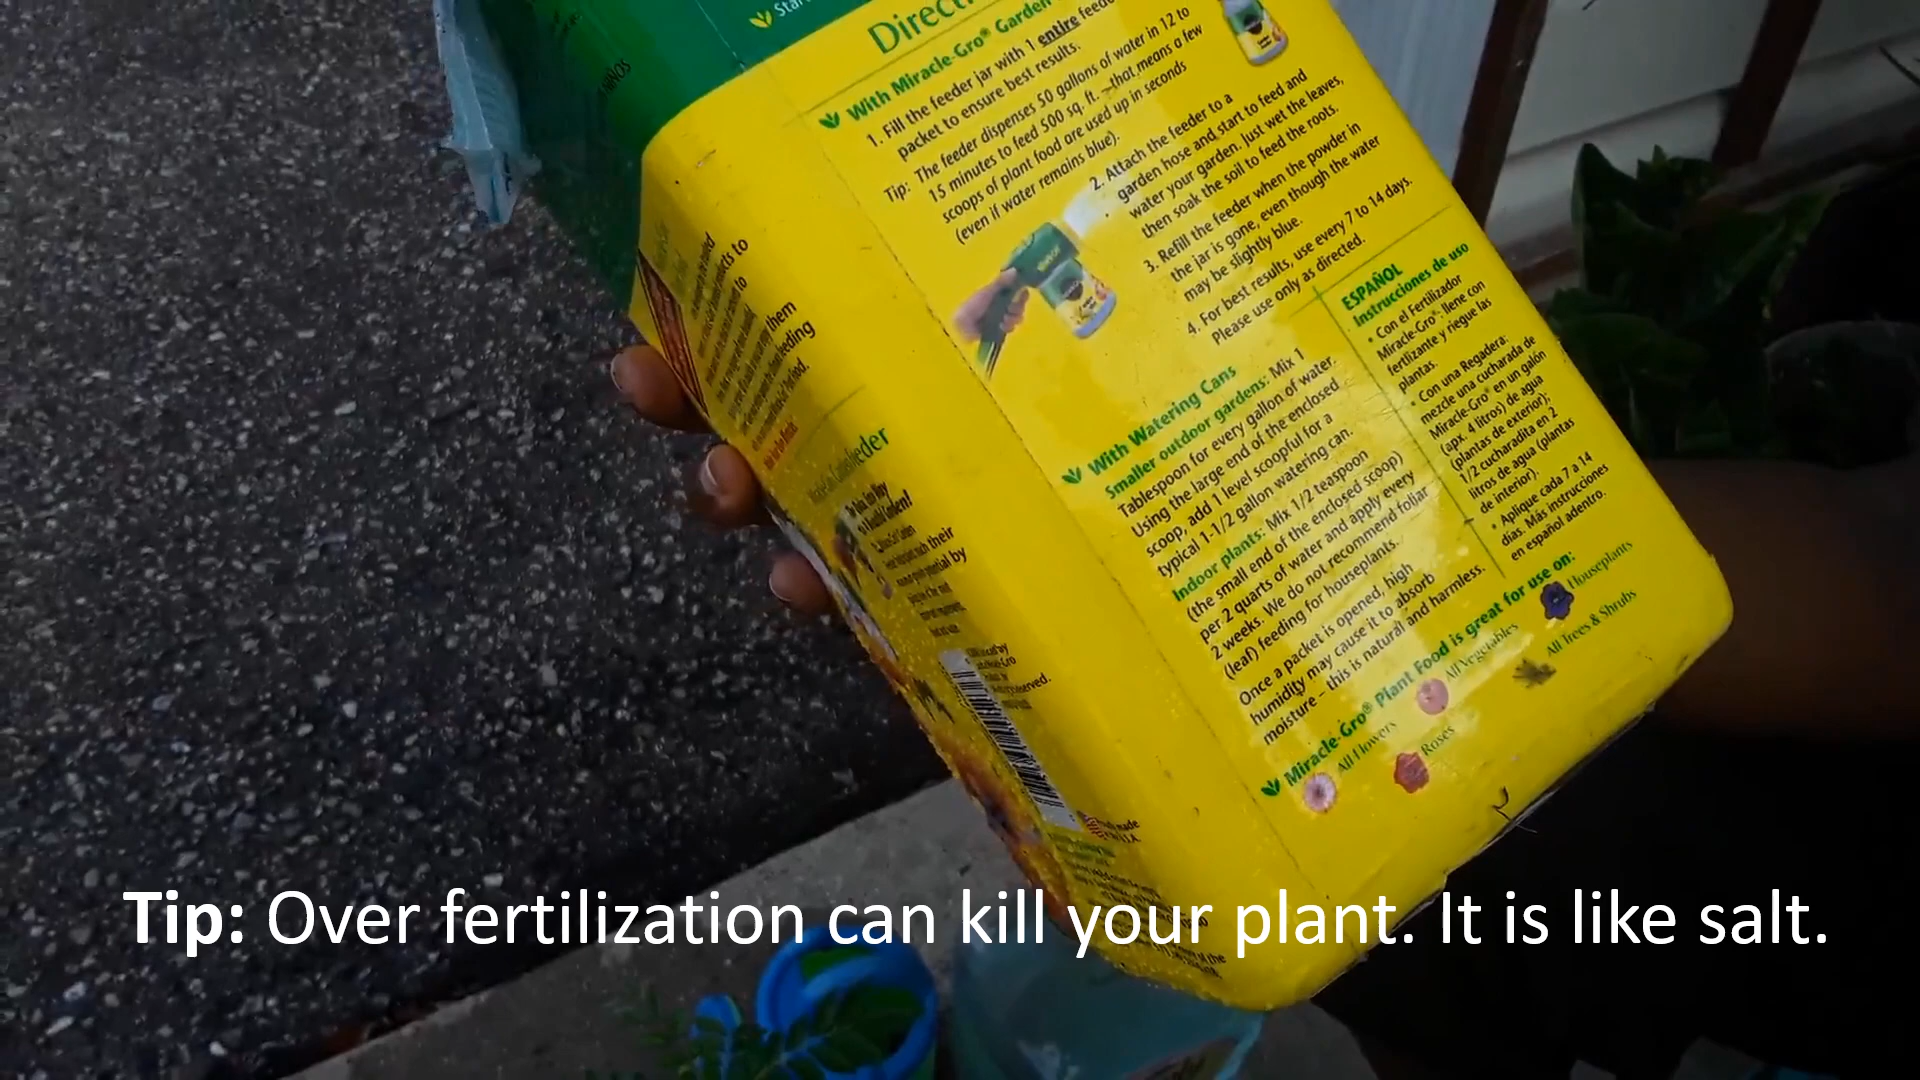 Direct
With Miracle-Gro® Garden
1. Fill the feeder jar with 1 entire feede
packet to ensure best results.
Tip: The feeder dispenses 50 gallons of water in 12 to
15 minutes to feed 500 sq. ft. —that means a few
scoops of plant food are used up in seconds
(even if water remains blue).
2. Attach the feeder to a
garden hose and start to feed and
water your garden. Just wet the leaves,
then soak the soil to feed the roots.
3. Refill the feeder when the powder in
the jar is gone, even though the water
may be slightly blue.
4. For best results, use every 7 to 14 days.
Please use only as directed.
With Watering Cans
Smaller outdoor gardens: Mix 1
Tablespoon for every gallon of water.
Using the large end of the enclosed
scoop, add 1 level scoopful for a
typical 1-1/2 gallon watering can.
Indoor plants: Mix 1/2 teaspoon
(the small end of the enclosed scoop)
per 2 quarts of water and apply every
2 weeks. We do not recommend foliar
(leaf) feeding for houseplants.
Once a packet is opened, high
humidity may cause it to absorb
moisture – this is natural and harmless.
ESPAÑOL
Instrucciones de uso
• Con el Fertilizador
Miracle-Gro®: llene con
fertilizante y riegue las
plantas.
• Con una Regadera:
mezcle una cucharada de
Miracle-Gro® en un galón
(apx. 4 litros) de agua
(plantas de exterior);
1/2 cucharadita en 2
litros de agua (plantas
de interior).
• Aplique cada 7 a 14
días. Más instrucciones
en español adentro.
Miracle-Gro® Plant Food is great for use on:
All Flowers
Roses
All Vegetables
All Trees & Shrubs
Houseplants
Tip: Over fertilization can kill your plant. It is like salt.